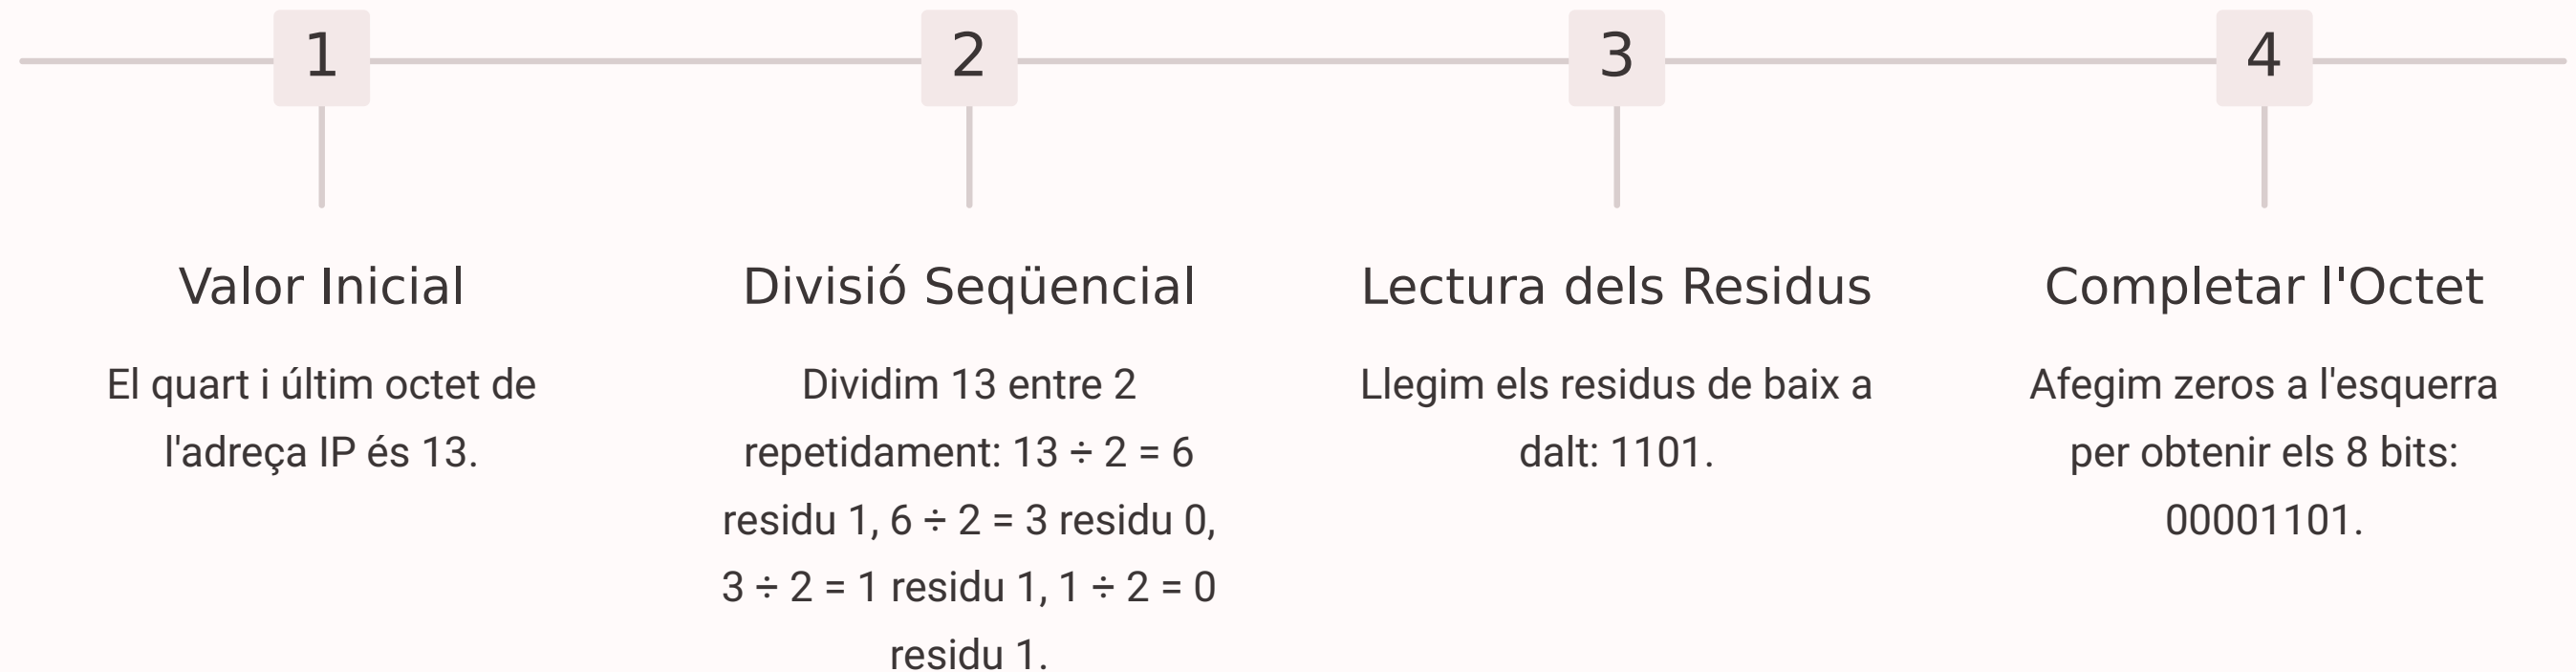 1
Valor Inicial
El quart i últim octet de
l'adreça IP és 13.
2
Divisió Seqüencial
Dividim 13 entre 2
repetidament: 13 ÷ 2 = 6
residu 1, 6 ÷ 2 = 3 residu 0,
3 ÷ 2 = 1 residu 1, 1 ÷ 2 = 0
residu 1.
3
Lectura dels Residus
Llegim els residus de baix a
dalt: 1101.
4
Completar l'Octet
Afegim zeros a l'esquerra
per obtenir els 8 bits:
00001101.